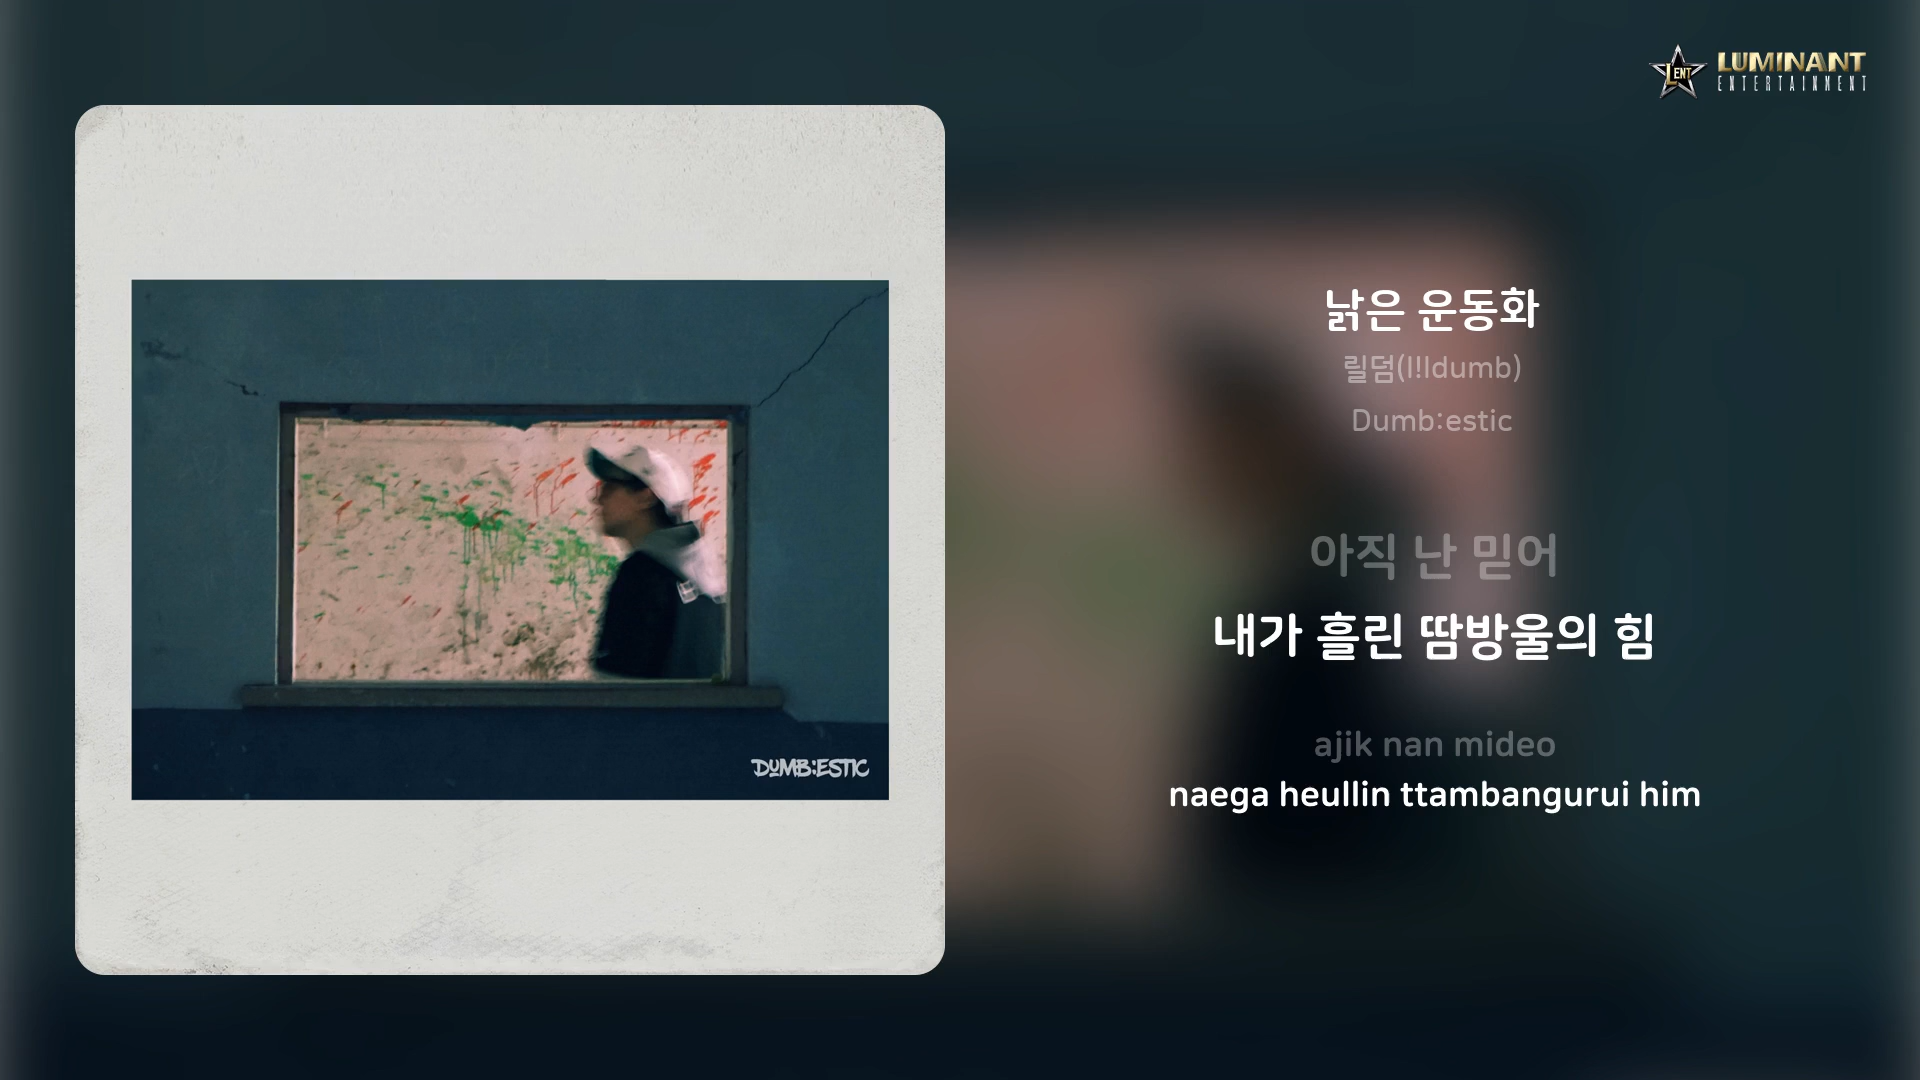 LENT
LUMINANT
ENTERTAINMENT
DUMB:ESTIC
낡은 운동화
릴덤(l!ldumb)
Dumb:estic
아직 난 믿어
내가 흘린 땀방울의 힘
ajik nan mideo
naega heullin ttambangurui him